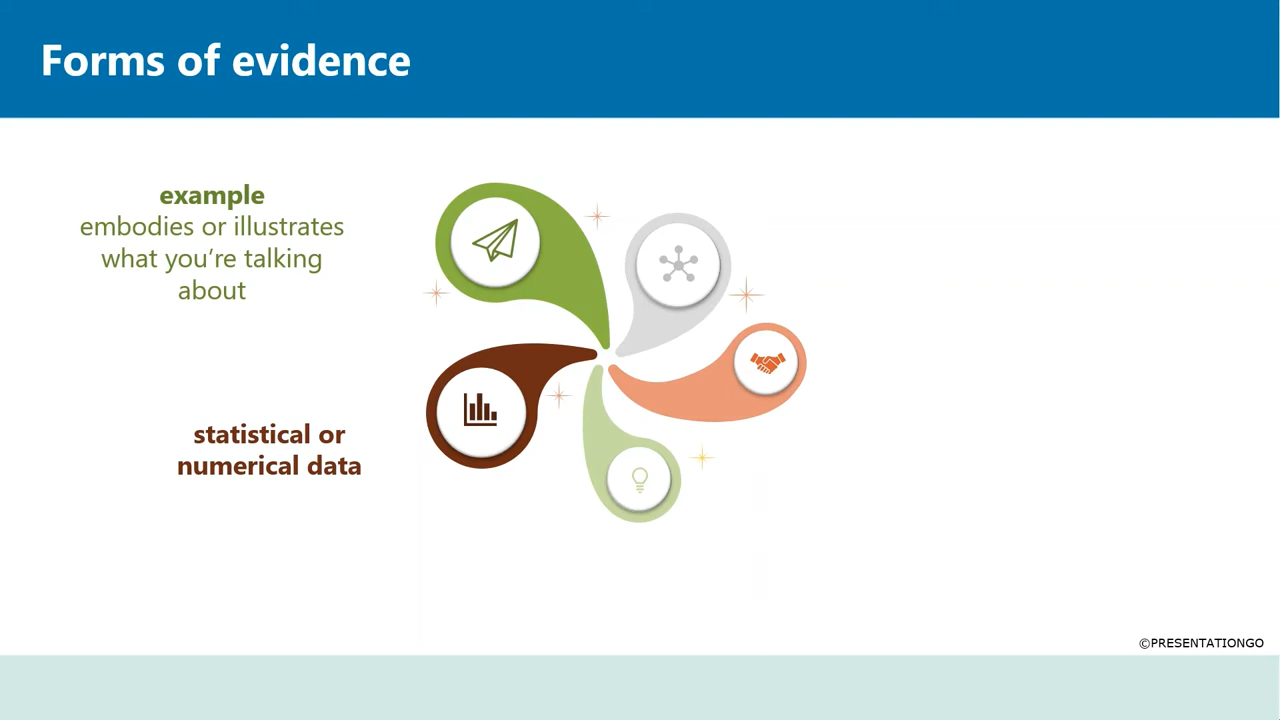 Forms of evidence
example
embodies or illustrates
what you’re talking
about
statistical or
numerical data
©PRESENTATIONGO